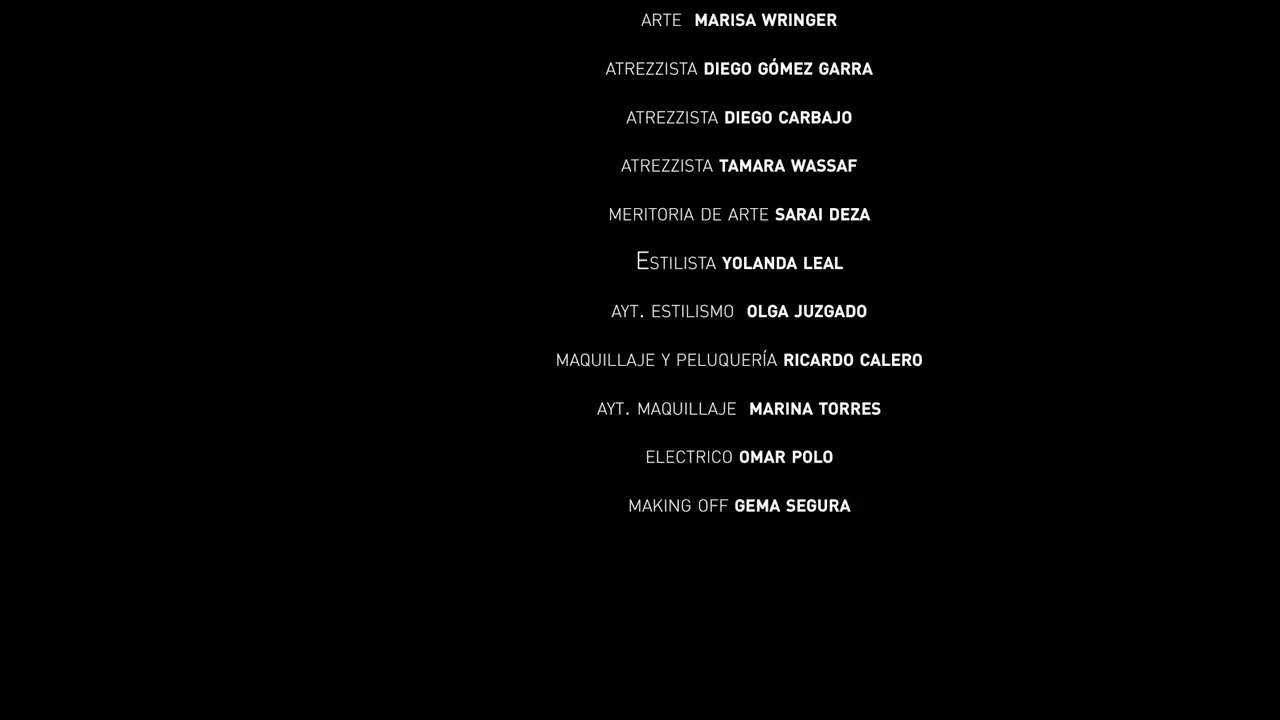 ARTE MARISA WRINGER
ATREZZISTA DIEGO GÓMEZ GARRA
ATREZZISTA DIEGO CARBAJO
ATREZZISTA TAMARA WASSAF
MERITORIA DE ARTE SARAI DEZA
ESTILISTA YOLANDA LEAL
AYT. ESTILISMO OLGA JUZGADO
MAQUILLAJE Y PELUQUERÍA RICARDO CALERO
AYT. MAQUILLAJE MARINA TORRES
ELECTRICO OMAR POLO
MAKING OFF GEMA SEGURA